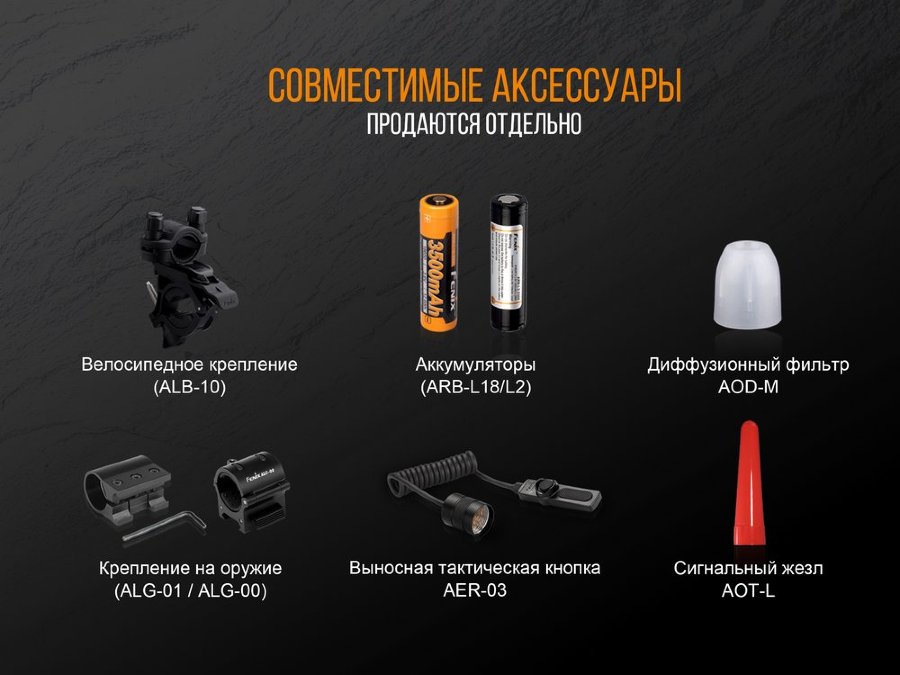 СОВМЕСТИМЫЕ АКСЕССУАРЫ
ПРОДАЮТСЯ ОТДЕЛЬНО
3500mAh
FENIX
FENIX
Велосипедное крепление
(ALB-10)
Аккумуляторы
(ARB-L18/L2)
Диффузионный фильтр
AOD-M
Крепление на оружие
(ALG-01 / ALG-00)
Выносная тактическая кнопка
AER-03
Сигнальный жезл
AOT-L